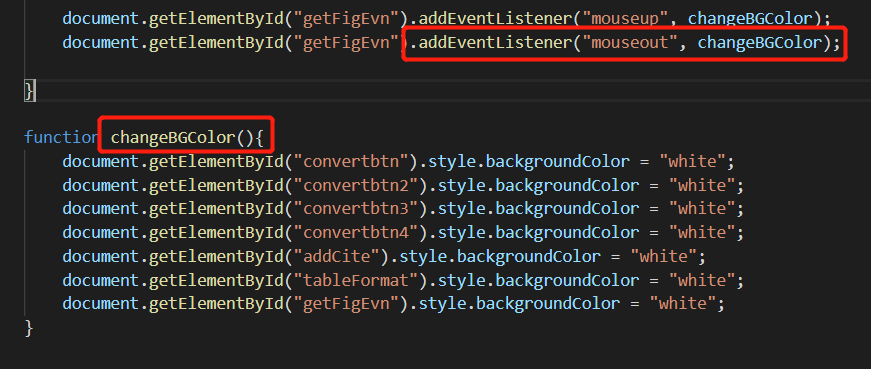 document.getElementById("getFigEvn").addEventListener("mouseup", changeBGColor);
document.getElementById("getFigEvn").addEventListener("mouseout", changeBGColor);
}
function changeBGColor(){
document.getElementById("convertbtn").style.backgroundColor = "white";
document.getElementById("convertbtn2").style.backgroundColor = "white";
document.getElementById("convertbtn3").style.backgroundColor = "white";
document.getElementById("convertbtn4").style.backgroundColor = "white";
document.getElementById("addCite").style.backgroundColor = "white";
document.getElementById("tableFormat").style.backgroundColor = "white";
document.getElementById("getFigEvn").style.backgroundColor = "white";
}